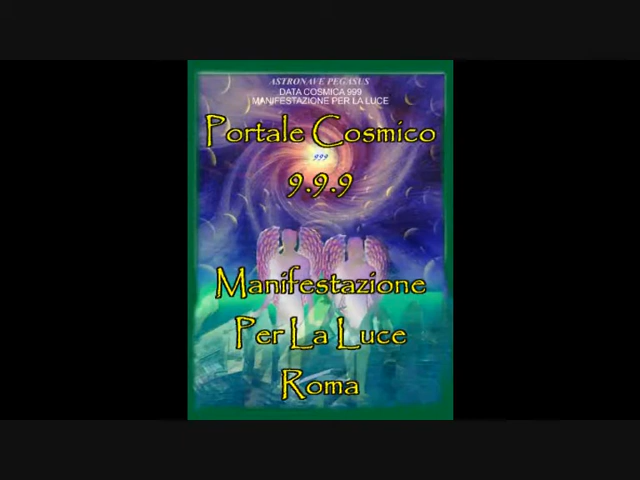 ASTRONAVE PEGASUS
DATA COSMICA 999
MANIFESTAZIONE PER LA LUCE
Portale Cosmico
999
9.9.9
Manifestazione
Per La Luce
Roma